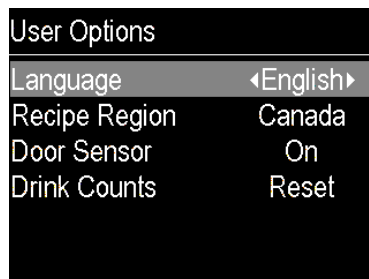 User Options
Language ◂English▸
Recipe Region Canada
Door Sensor On
Drink Counts Reset